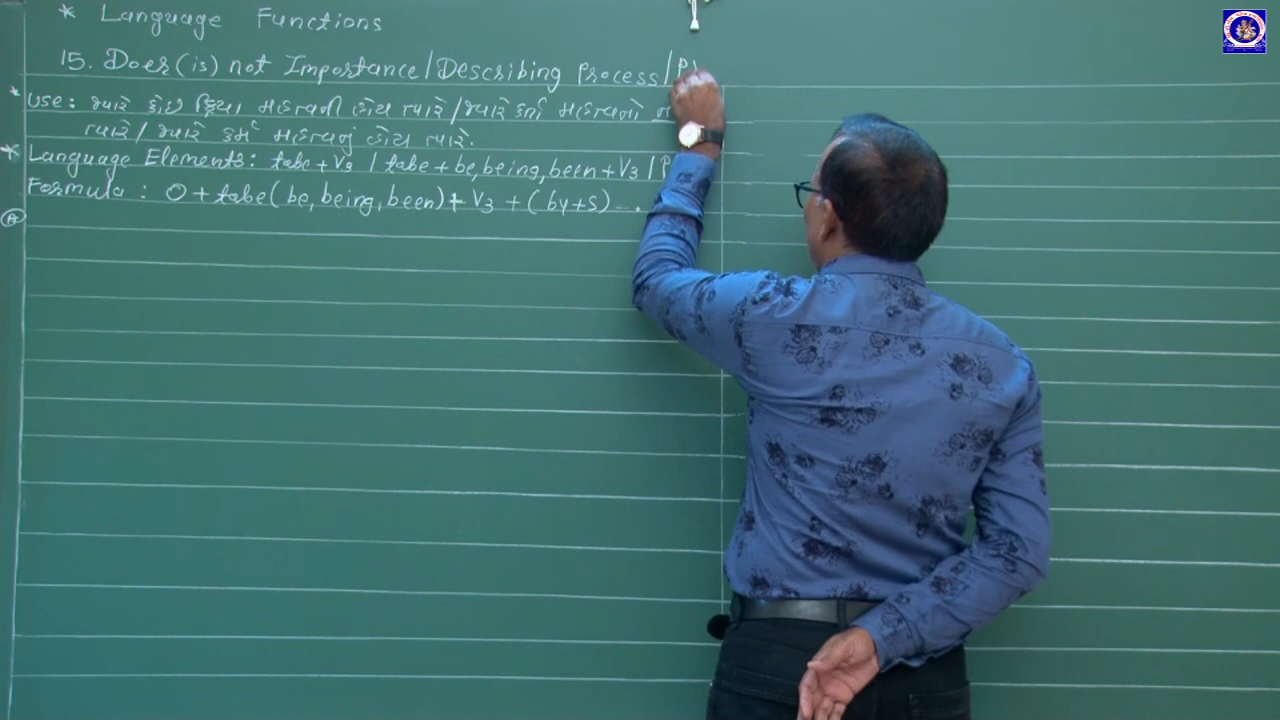 * Language Functions
15. Doer(is) not Importance/Describing Process/P
* Use: જ્યારે કોઇ ક્રિયા મહત્વની હોય ત્યારે/જ્યારે કર્તા મહત્વનો ન
ત્યારે/ જ્યારે કર્મ મહત્વનું હોય ત્યારે.
* Language Elements: tobe+V3 / tobe+be,being,been+V3/P
Formula: O+tobe(be,being,been)+V3+(by+S)....